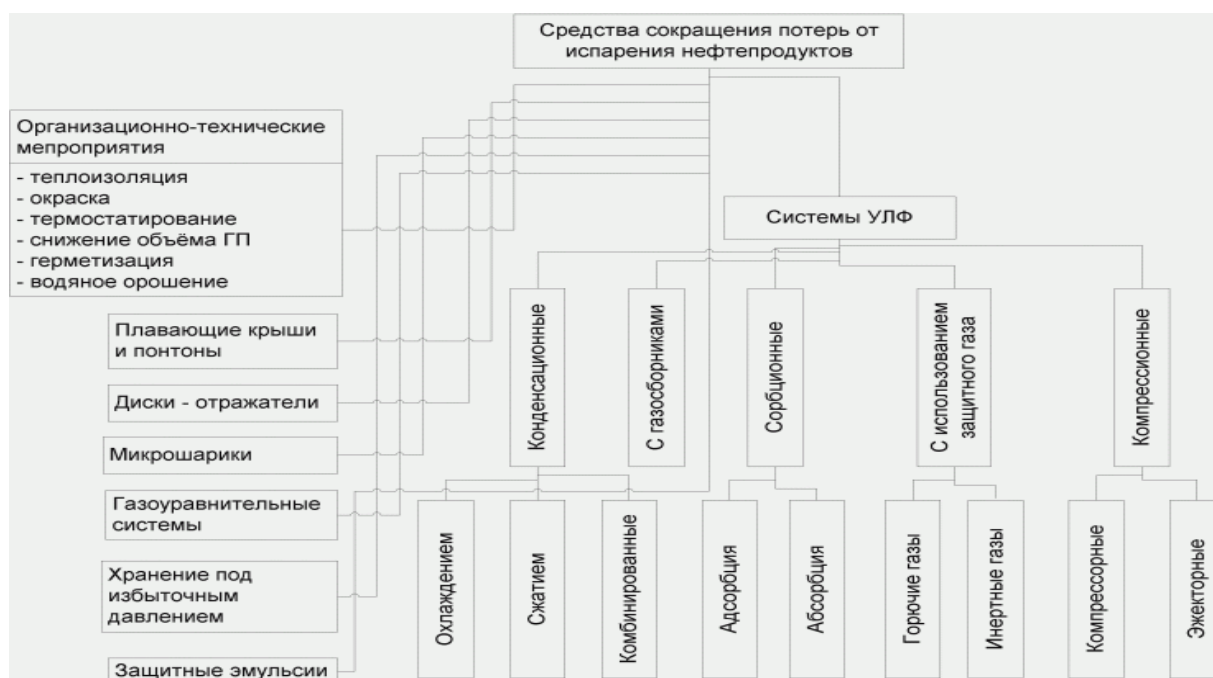 Средства сокращения потерь от
испарения нефтепродуктов
Организационно-технические
мепроприятия
- теплоизоляция
- окраска
- термостатирование
- снижение объёма ГП
- герметизация
- водяное орошение
Плавающие крыши
и понтоны
Диски - отражатели
Микрошарики
Газоуравнительные
системы
Хранение под
избыточным
давлением
Защитные эмульсии
Системы УЛФ
Конденсационные
С газосборниками
Сорбционные
С использованием
защитного газа
Компрессионные
Охлаждением
Сжатием
Комбинированные
Адсорбция
Абсорбция
Горючие газы
Инертные газы
Компрессорные
Эжекторные